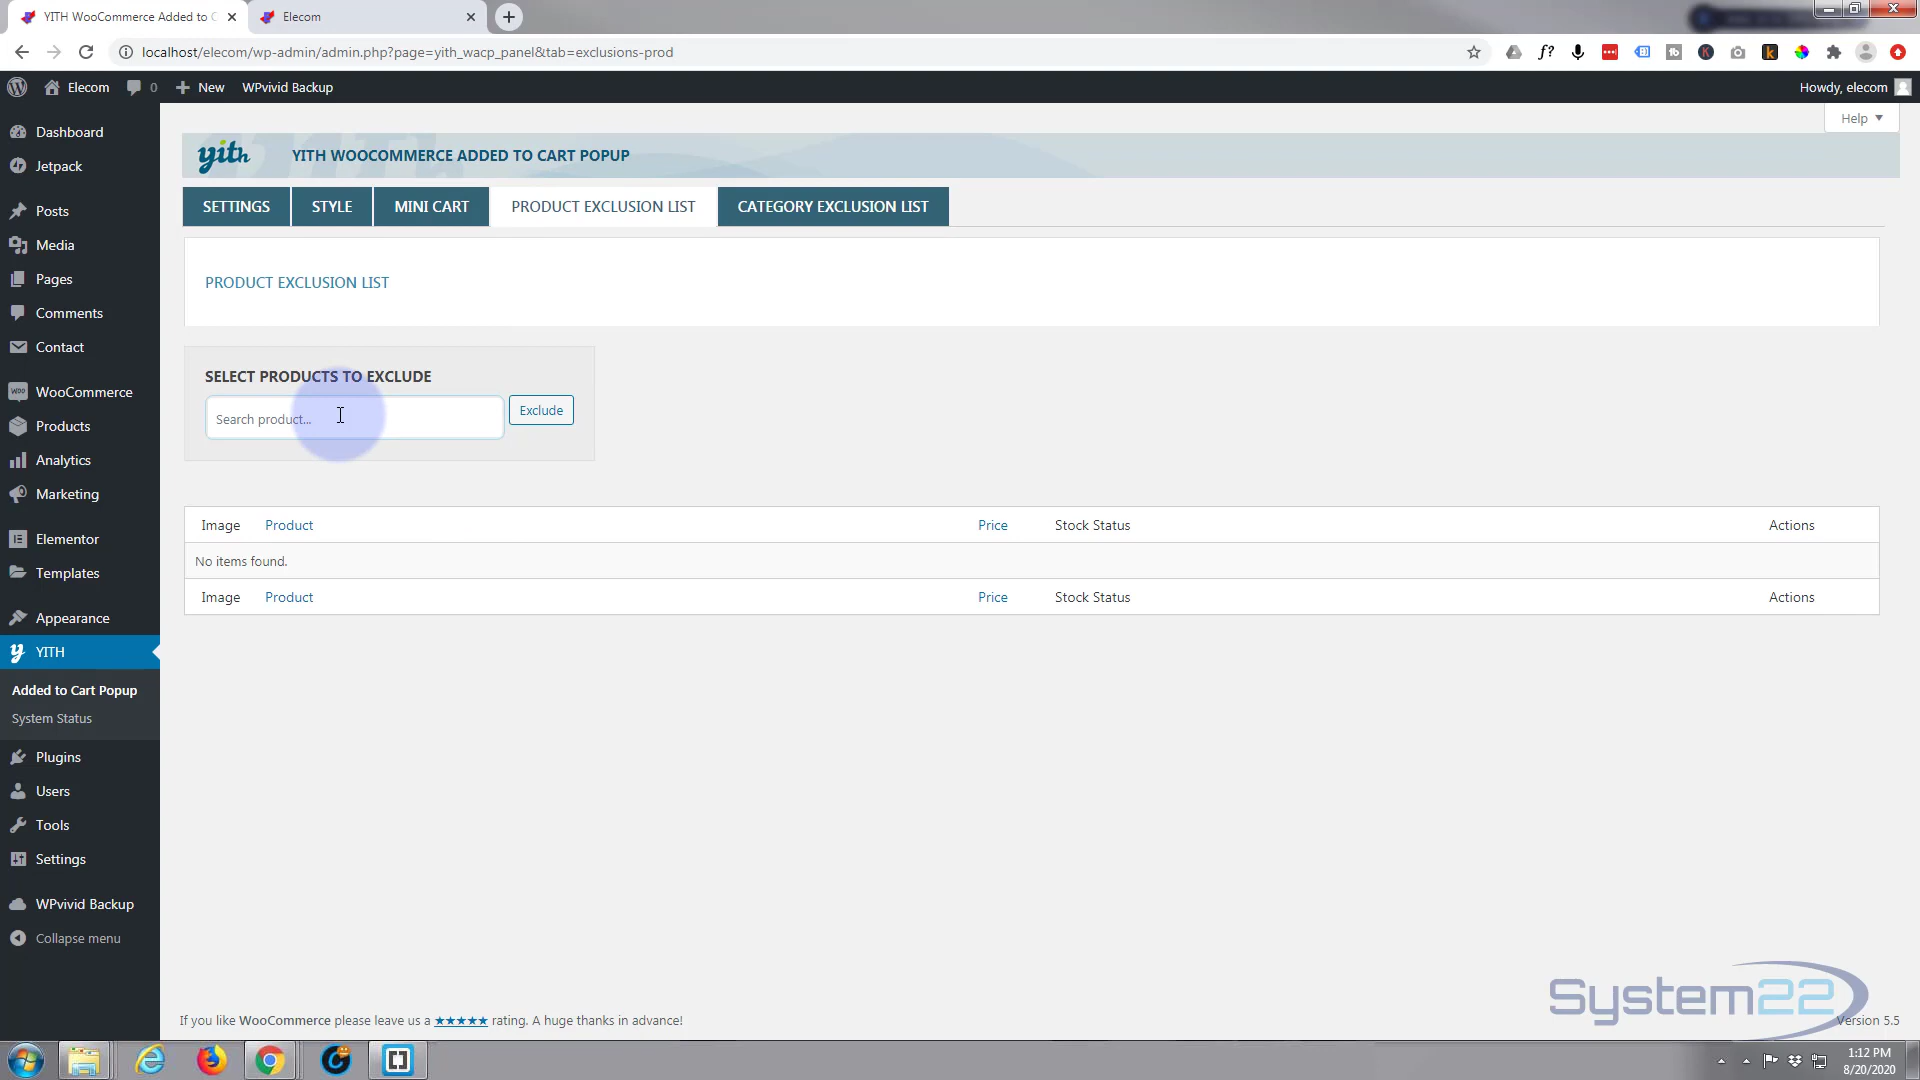 YITH WooCommerce Added to C
Elecom
localhost/elecom/wp-admin/admin.php?page=yith_wacp_panel&tab=exclusions-prod
Elecom
0
New
WPvivid Backup
Howdy, elecom
Help
Dashboard
Jetpack
Posts
Media
Pages
Comments
Contact
WooCommerce
Products
Analytics
Marketing
Elementor
Templates
Appearance
YITH
Added to Cart Popup
System Status
Plugins
Users
Tools
Settings
WPvivid Backup
Collapse menu
yith
YITH WOOCOMMERCE ADDED TO CART POPUP
SETTINGS
STYLE
MINI CART
PRODUCT EXCLUSION LIST
CATEGORY EXCLUSION LIST
PRODUCT EXCLUSION LIST
SELECT PRODUCTS TO EXCLUDE
Search product...
Exclude
Image Product Price Stock Status Actions
No items found.
Image Product Price Stock Status Actions
If you like WooCommerce please leave us a ★★★★★ rating. A huge thanks in advance!
System22
Version 5.5
1:12 PM
8/20/2020